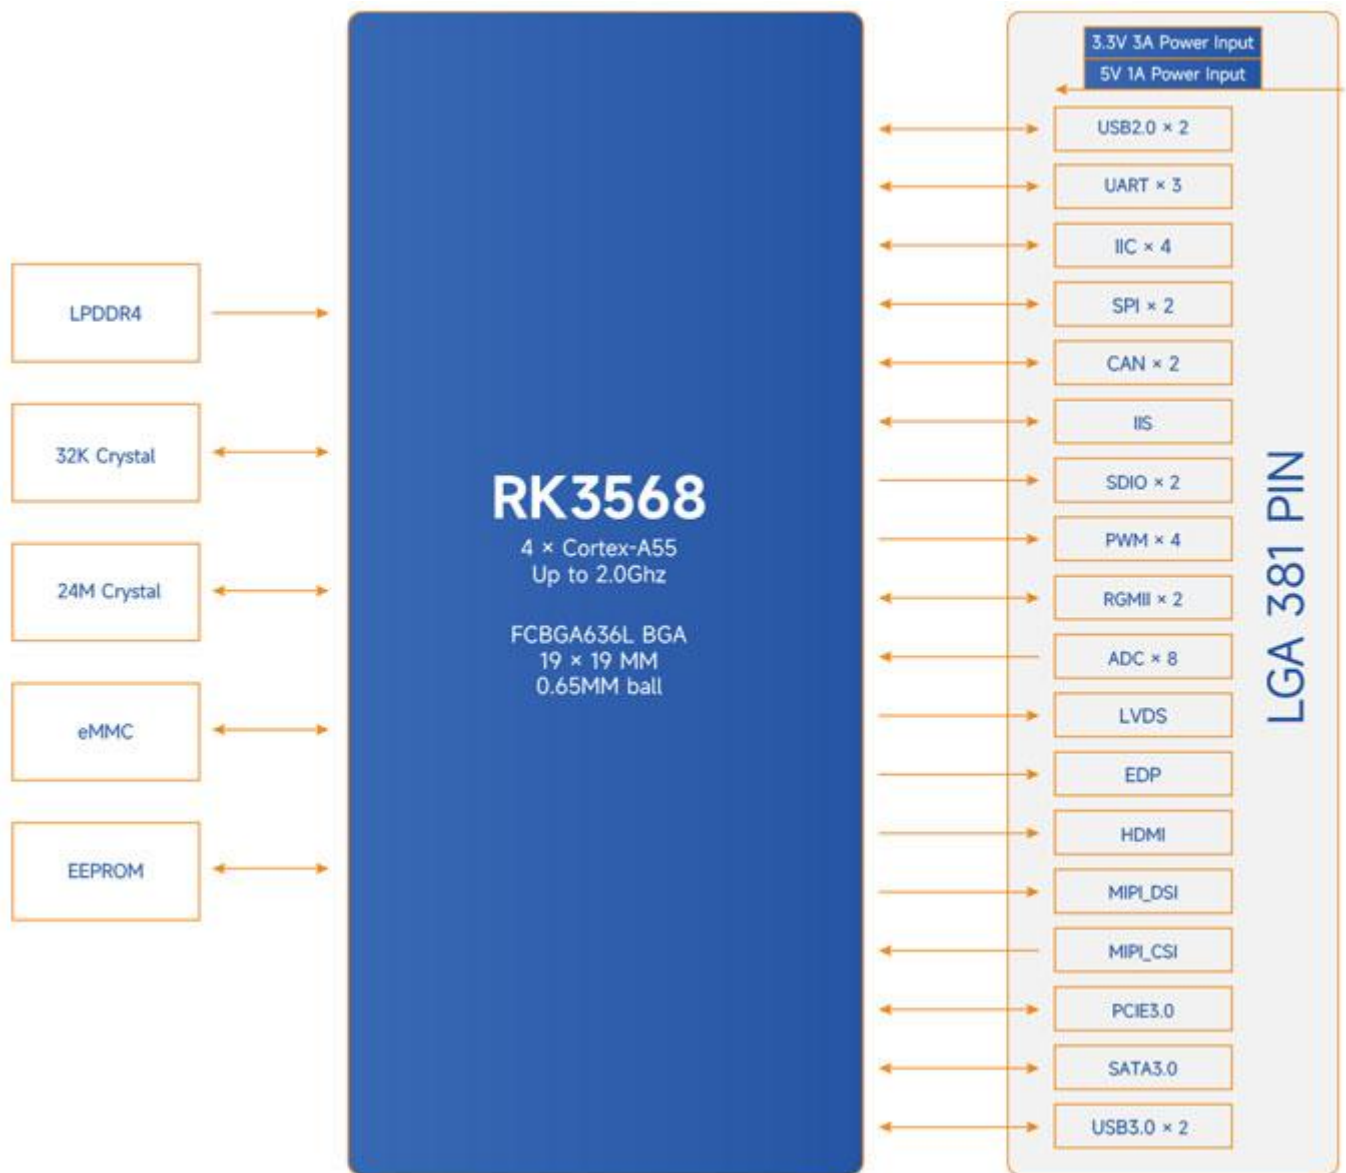 LPDDR4
32K Crystal
24M Crystal
eMMC
EEPROM
RK3568
4 × Cortex-A55
Up to 2.0Ghz
FCBGA636L BGA
19 × 19 MM
0.65MM ball
3.3V 3A Power Input
5V 1A Power Input
USB2.0 × 2
UART × 3
IIC × 4
SPI × 2
CAN × 2
IIS
SDIO × 2
PWM × 4
RGMII × 2
ADC × 8
LVDS
EDP
HDMI
MIPI_DSI
MIPI_CSI
PCIE3.0
SATA3.0
USB3.0 × 2
LGA 381 PIN